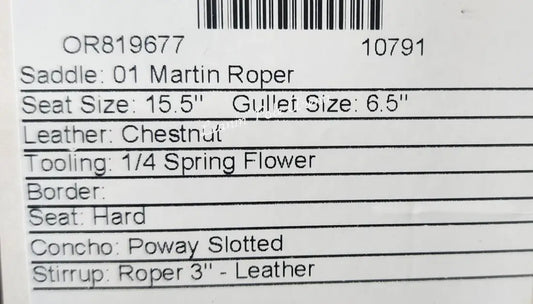 OR819677 10791
Saddle: 01 Martin Roper
Seat Size: 15.5" Gullet Size: 6.5"
Leather: Chestnut
Tooling: 1/4 Spring Flower
Border:
Seat: Hard
Concho: Poway Slotted
Stirrup: Roper 3" - Leather